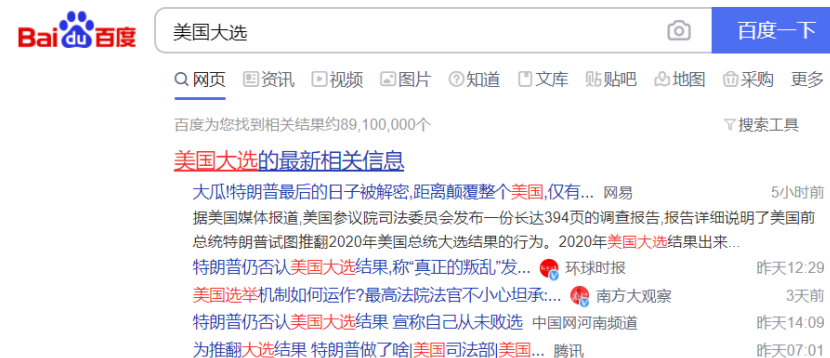 Bai du 百度 美国大选 百度一下
网页 资讯 视频 图片 知道 文库 贴吧 地图 采购 更多
百度为您找到相关结果约89,100,000个 搜索工具
美国大选的最新相关信息
大瓜!特朗普最后的日子被解密,距离颠覆整个美国,仅有... 网易 5小时前
据美国媒体报道,美国参议院司法委员会发布一份长达394页的调查报告,报告详细说明了美国前
总统特朗普试图推翻2020年美国总统大选结果的行为。2020年美国大选结果出来...
特朗普仍否认美国大选结果,称“真正的叛乱”发... 环球时报 昨天12:29
美国选举机制如何运作?最高法院法官不小心坦承:... 南方大观察 3天前
特朗普仍否认美国大选结果 宣称自己从未败选 中国网河南频道 昨天14:09
为推翻大选结果 特朗普做了啥|美国司法部|美国... 腾讯 昨天07:01